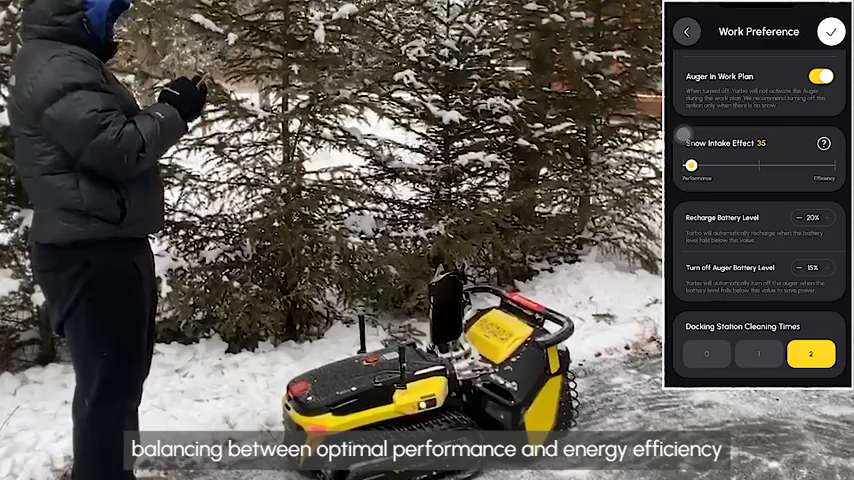 Work Preference
Auger in Work Plan
When turned off, Yarbo will not activate the Auger
during the work plan. We recommend turning off this
option only when there is no snow.
Snow Intake Effect 35
?
Performance
Efficiency
Recharge Battery Level
20%
Yarbo will automatically recharge when the battery
level falls below this value.
Turn off Auger Battery Level
15%
Yarbo will automatically turn off the auger when the
battery level falls below this value to save power.
Docking Station Cleaning Times
0 1 2
balancing between optimal performance and energy efficiency